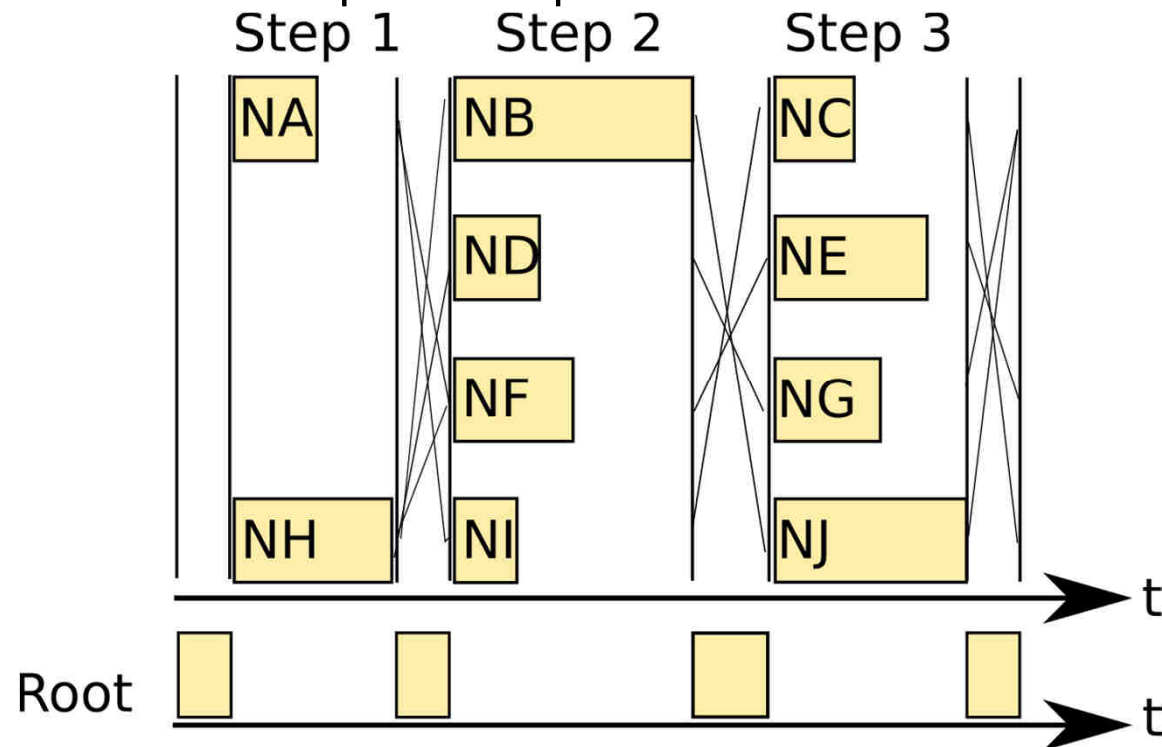 Step 1 Step 2 Step 3
NA NB NC
ND NE
NF NG
NH NI NJ
t
Root
t